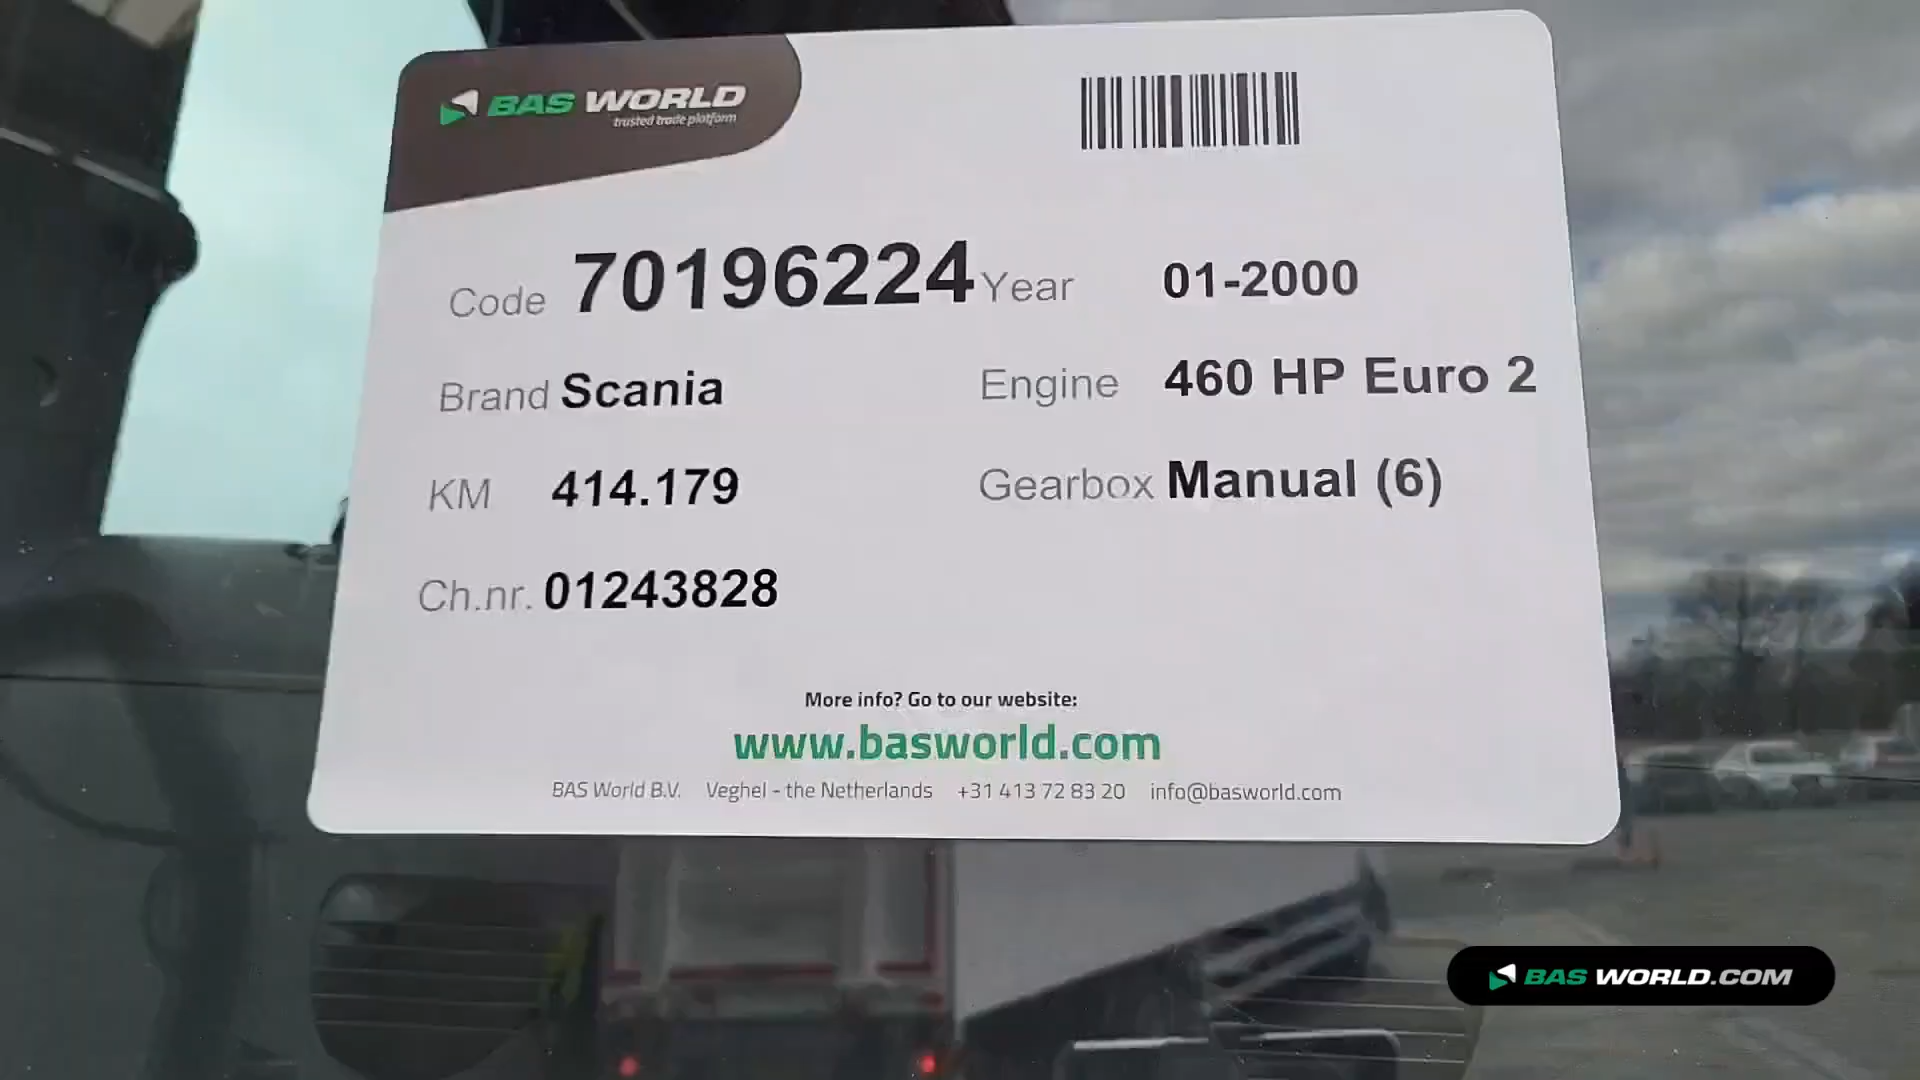 BAS WORLD
trusted trade platform
Code 70196224 Year 01-2000
Brand Scania Engine 460 HP Euro 2
KM 414.179 Gearbox Manual (6)
Ch.nr. 01243828
More info? Go to our website:
www.basworld.com
BAS World B.V. Veghel - the Netherlands +31 413 72 83 20 info@basworld.com
BAS WORLD.COM